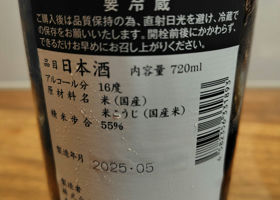 要冷蔵
ご購入後は品質保持の為、直射日光を避け、冷蔵で
の保存をお願いいたします。開栓前後にかかわらず、
できるだけお早めにお召し上がりください。
品目 日本酒 内容量 720ml
アルコール分 16度
原材料名 米(国産)
米こうじ(国産米)
精米歩合 55%
製造年月 2025.05
製造者